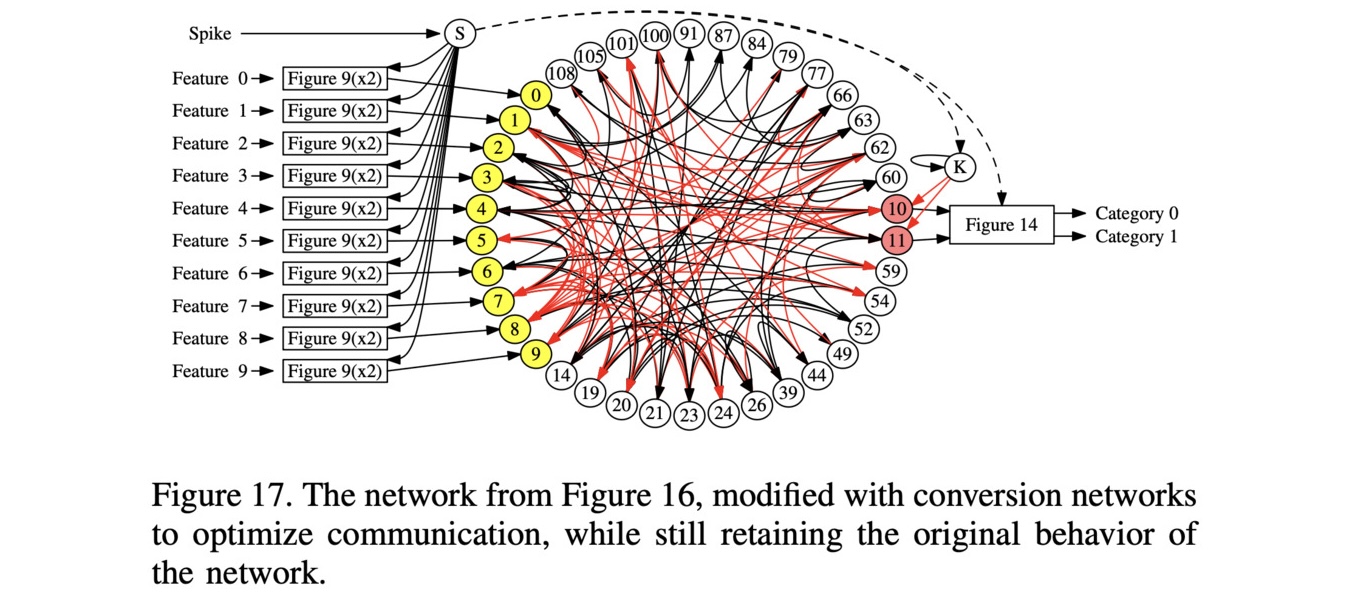 Spike S
Feature 0 Figure 9(x2)
Feature 1 Figure 9(x2)
Feature 2 Figure 9(x2)
Feature 3 Figure 9(x2)
Feature 4 Figure 9(x2)
Feature 5 Figure 9(x2)
Feature 6 Figure 9(x2)
Feature 7 Figure 9(x2)
Feature 8 Figure 9(x2)
Feature 9 Figure 9(x2)
0
1
2
3
4
5
6
7
8
9
14
19
20
21
23
24
26
39
44
49
52
54
59
11
10
60
62
63
66
77
79
84
87
91
100
101
105
108
K
Figure 14
Category 0
Category 1
Figure 17. The network from Figure 16, modified with conversion networks
to optimize communication, while still retaining the original behavior of
the network.